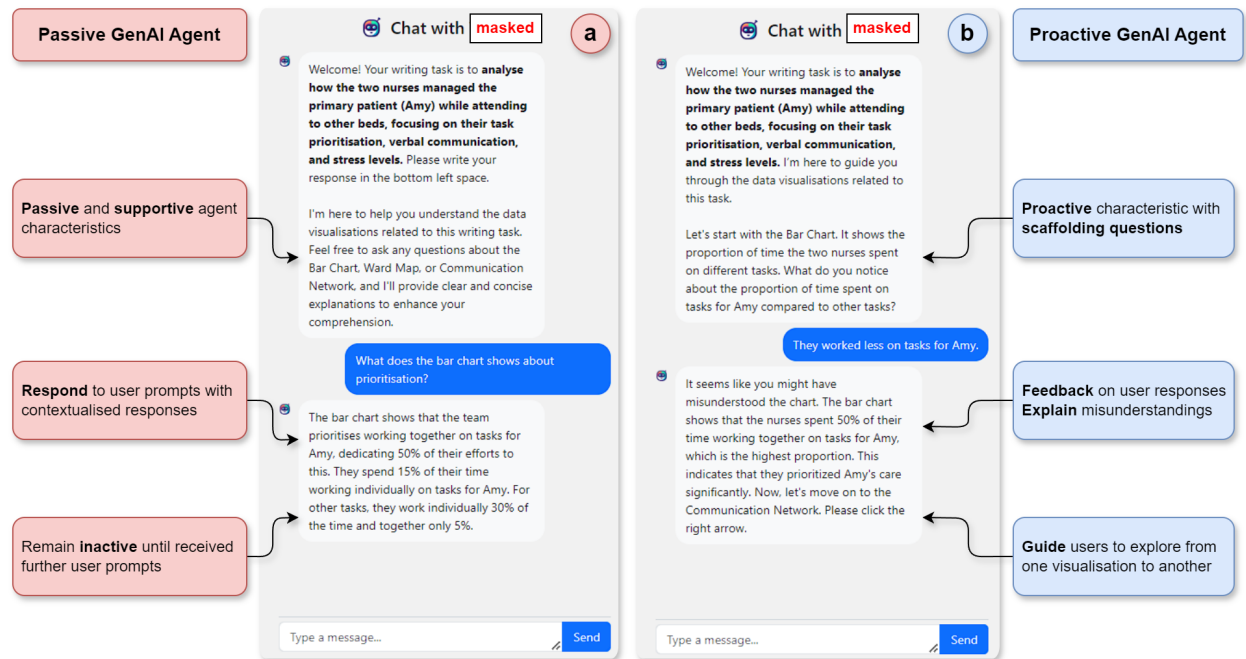 Passive GenAI Agent
Passive and supportive agent
characteristics
Respond to user prompts with
contextualised responses
Remain inactive until received
further user prompts
Chat with masked
a
Welcome! Your writing task is to analyse
how the two nurses managed the
primary patient (Amy) while attending
to other beds, focusing on their task
prioritisation, verbal communication,
and stress levels. Please write your
response in the bottom left space.
I'm here to help you understand the data
visualisations related to this writing task.
Feel free to ask any questions about the
Bar Chart, Ward Map, or Communication
Network, and I'll provide clear and concise
explanations to enhance your
comprehension.
What does the bar chart shows about
prioritisation?
The bar chart shows that the team
prioritises working together on tasks for
Amy, dedicating 50% of their efforts to
this. They spend 15% of their time
working individually on tasks for Amy. For
other tasks, they work individually 30% of
the time and together only 5%.
Type a message...
Send
Chat with masked
b
Welcome! Your writing task is to analyse
how the two nurses managed the
primary patient (Amy) while attending
to other beds, focusing on their task
prioritisation, verbal communication,
and stress levels. I'm here to guide you
through the data visualisations related to
this task.
Let's start with the Bar Chart. It shows the
proportion of time the two nurses spent
on different tasks. What do you notice
about the proportion of time spent on
tasks for Amy compared to other tasks?
They worked less on tasks for Amy.
It seems like you might have
misunderstood the chart. The bar chart
shows that the nurses spent 50% of their
time working together on tasks for Amy,
which is the highest proportion. This
indicates that they prioritized Amy's care
significantly. Now, let's move on to the
Communication Network. Please click the
right arrow.
Type a message...
Send
Proactive GenAI Agent
Proactive characteristic with
scaffolding questions
Feedback on user responses
Explain misunderstandings
Guide users to explore from
one visualisation to another